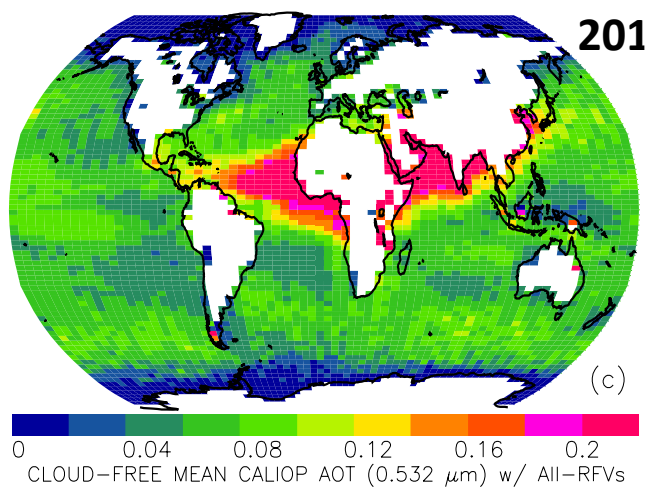 201
(c)
0 0.04 0.08 0.12 0.16 0.2
CLOUD-FREE MEAN CALIOP AOT (0.532 μm) w/ All-RFVs